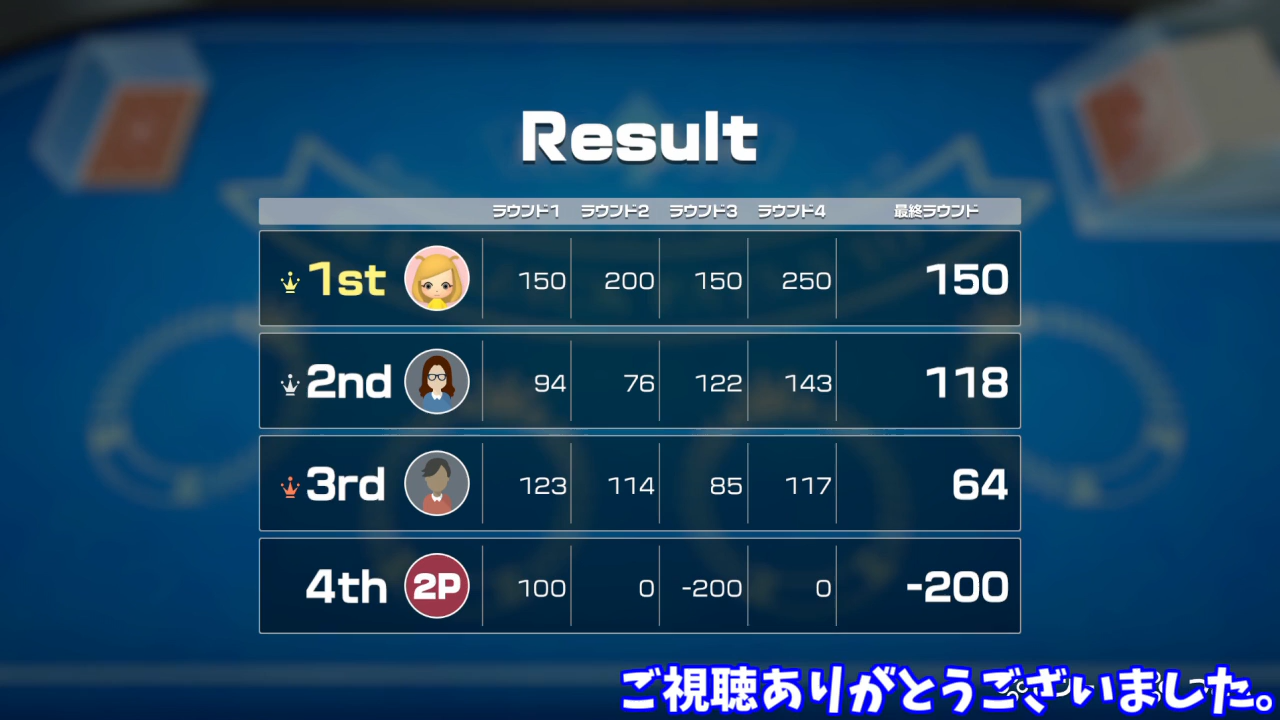 Result
ラウンド1 ラウンド2 ラウンド3 ラウンド4 最終ラウンド
1st 150 200 150 250 150
2nd 94 76 122 143 118
3rd 123 114 85 117 64
4th 2P 100 0 -200 0 -200
ご視聴ありがとうございました。